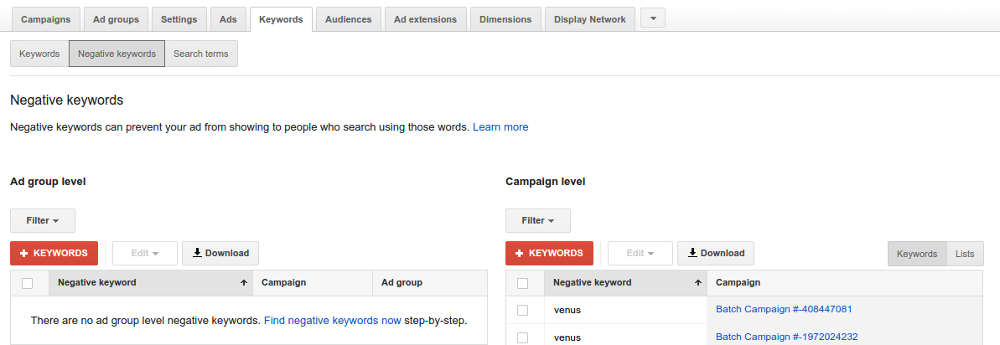 Campaigns Ad groups Settings Ads Keywords Audiences Ad extensions Dimensions Display Network
Keywords Negative keywords Search terms
Negative keywords
Negative keywords can prevent your ad from showing to people who search using those words. Learn more
Ad group level
Filter
+ KEYWORDS Edit Download
Negative keyword Campaign Ad group
There are no ad group level negative keywords. Find negative keywords now step-by-step.
Campaign level
Filter
+ KEYWORDS Edit Download Keywords Lists
Negative keyword Campaign
venus Batch Campaign #-408447081
venus Batch Campaign #-1972024232